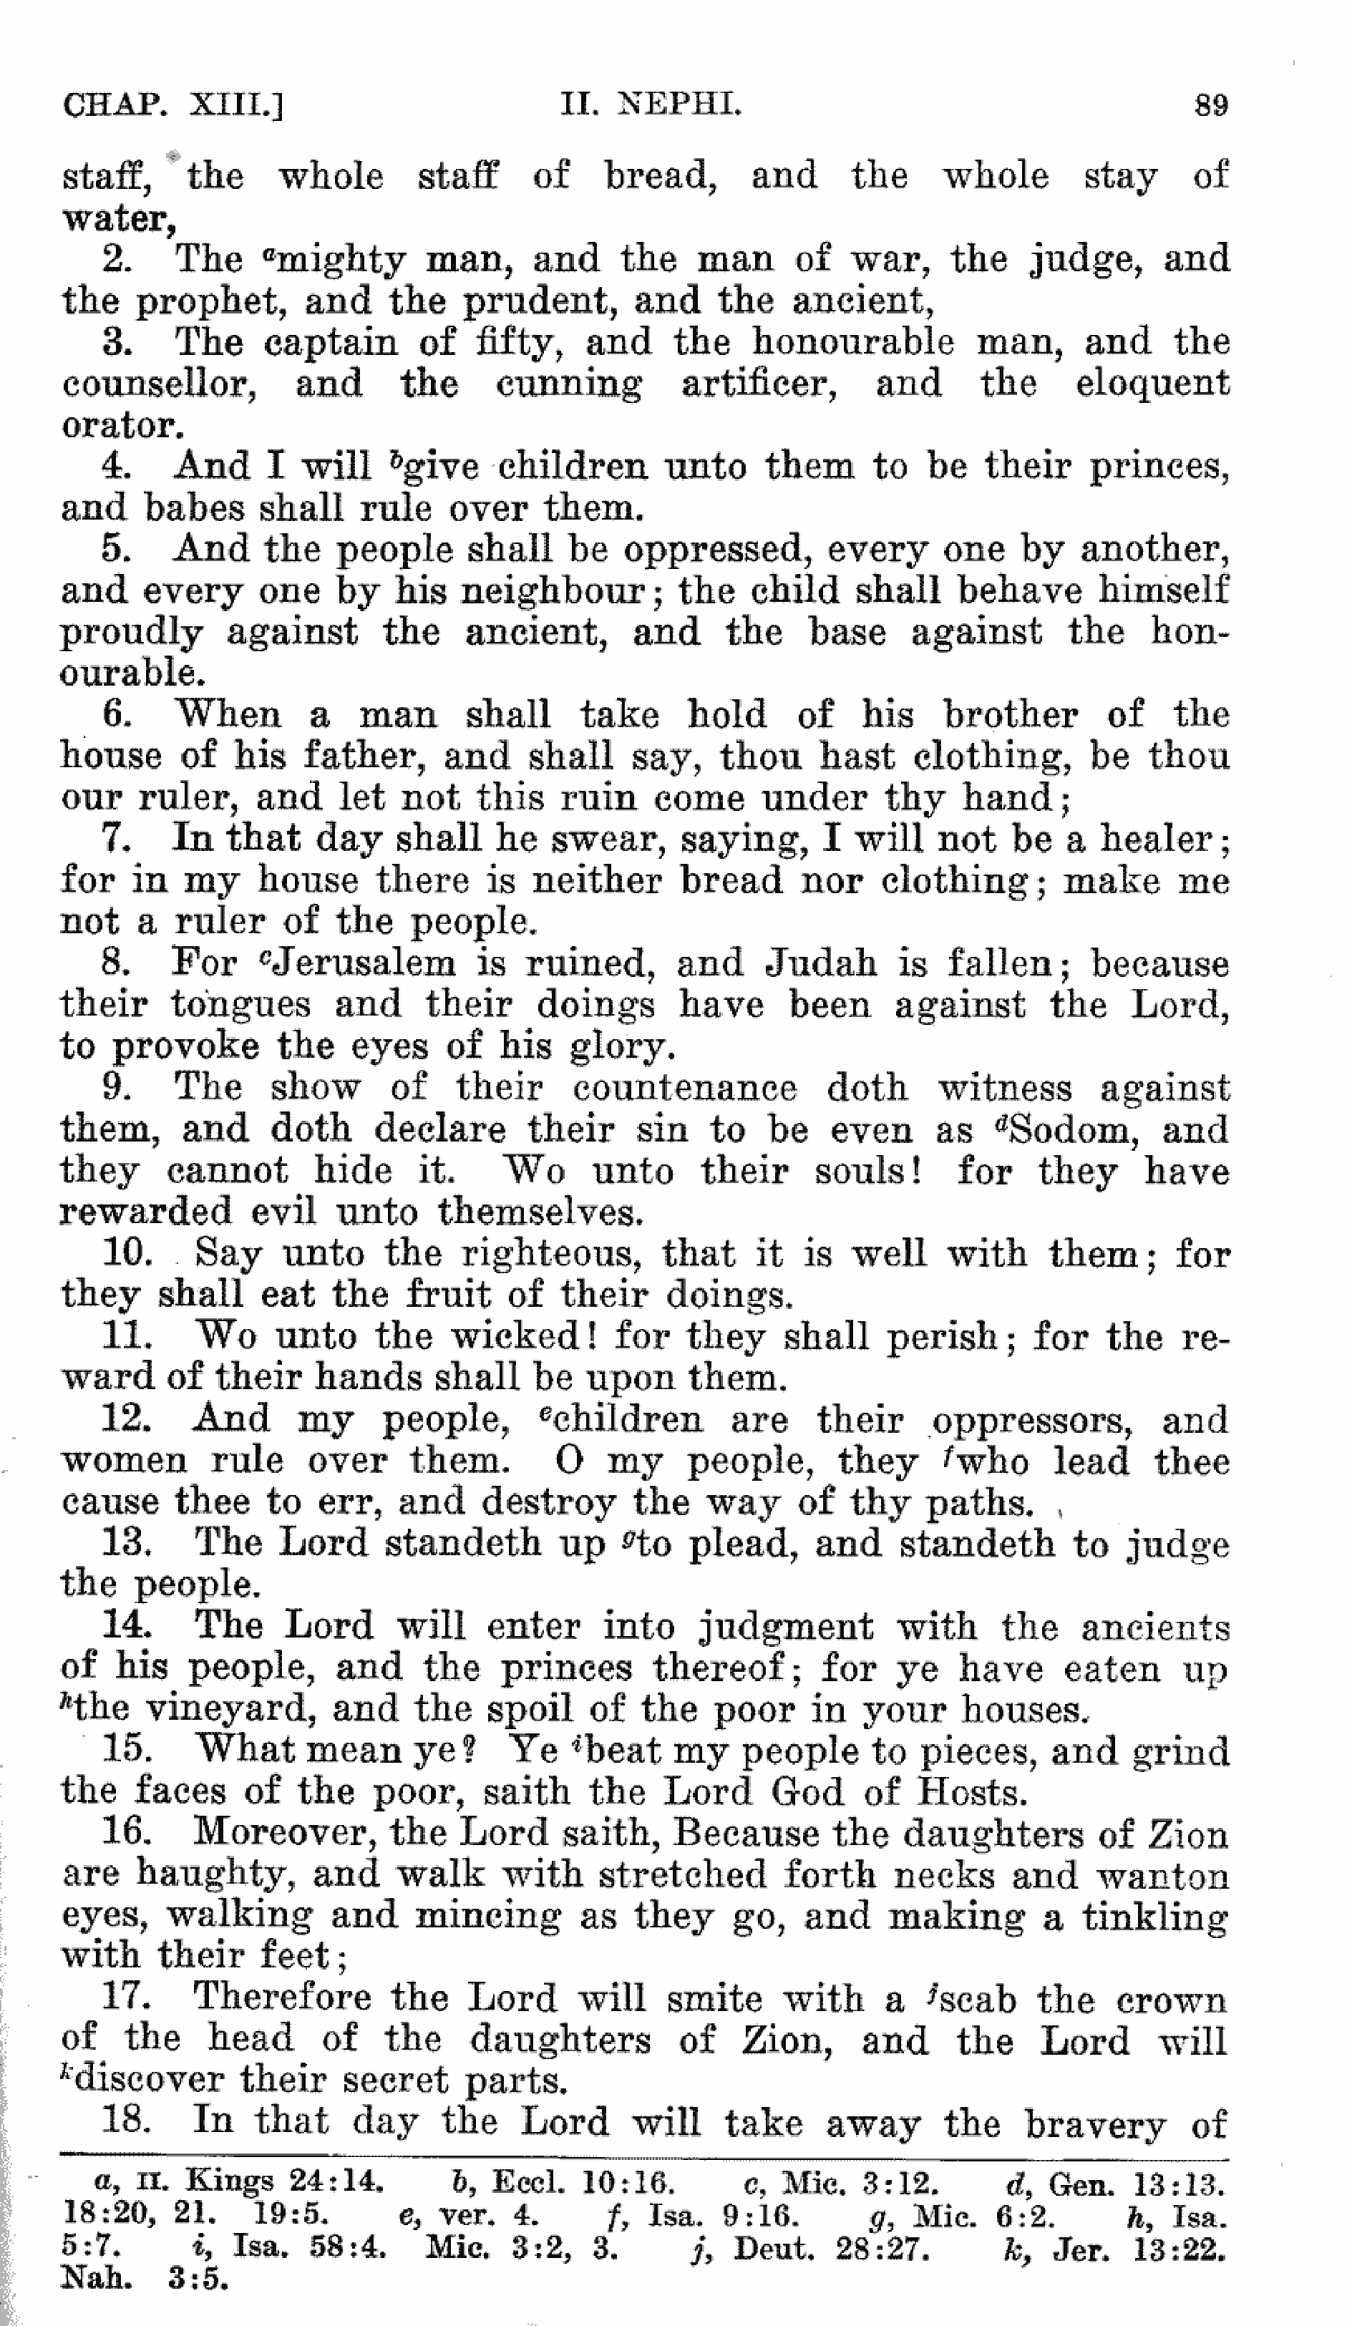 CHAP. XIII.] II. NEPHI. 89
staff, the whole staff of bread, and the whole stay of
water,
2. The ᵃmighty man, and the man of war, the judge, and
the prophet, and the prudent, and the ancient,
3. The captain of fifty, and the honourable man, and the
counsellor, and the cunning artificer, and the eloquent
orator.
4. And I will ᵇgive children unto them to be their princes,
and babes shall rule over them.
5. And the people shall be oppressed, every one by another,
and every one by his neighbour; the child shall behave himself
proudly against the ancient, and the base against the hon-
ourable.
6. When a man shall take hold of his brother of the
house of his father, and shall say, thou hast clothing, be thou
our ruler, and let not this ruin come under thy hand;
7. In that day shall he swear, saying, I will not be a healer;
for in my house there is neither bread nor clothing; make me
not a ruler of the people.
8. For ᶜJerusalem is ruined, and Judah is fallen; because
their tongues and their doings have been against the Lord,
to provoke the eyes of his glory.
9. The show of their countenance doth witness against
them, and doth declare their sin to be even as ᵈSodom, and
they cannot hide it. Wo unto their souls! for they have
rewarded evil unto themselves.
10. Say unto the righteous, that it is well with them; for
they shall eat the fruit of their doings.
11. Wo unto the wicked! for they shall perish; for the re-
ward of their hands shall be upon them.
12. And my people, ᵉchildren are their oppressors, and
women rule over them. O my people, they ᶠwho lead thee
cause thee to err, and destroy the way of thy paths.
13. The Lord standeth up ᵍto plead, and standeth to judge
the people.
14. The Lord will enter into judgment with the ancients
of his people, and the princes thereof; for ye have eaten up
ʰthe vineyard, and the spoil of the poor in your houses.
15. What mean ye? Ye ⁱbeat my people to pieces, and grind
the faces of the poor, saith the Lord God of Hosts.
16. Moreover, the Lord saith, Because the daughters of Zion
are haughty, and walk with stretched forth necks and wanton
eyes, walking and mincing as they go, and making a tinkling
with their feet;
17. Therefore the Lord will smite with a ʲscab the crown
of the head of the daughters of Zion, and the Lord will
ᵏdiscover their secret parts.
18. In that day the Lord will take away the bravery of
a, II. Kings 24:14. b, Eccl. 10:16. c, Mic. 3:12. d, Gen. 13:13.
18:20, 21. 19:5. e, ver. 4. f, Isa. 9:16. g, Mic. 6:2. h, Isa.
5:7. i, Isa. 58:4. Mic. 3:2, 3. j, Deut. 28:27. k, Jer. 13:22.
Nah. 3:5.